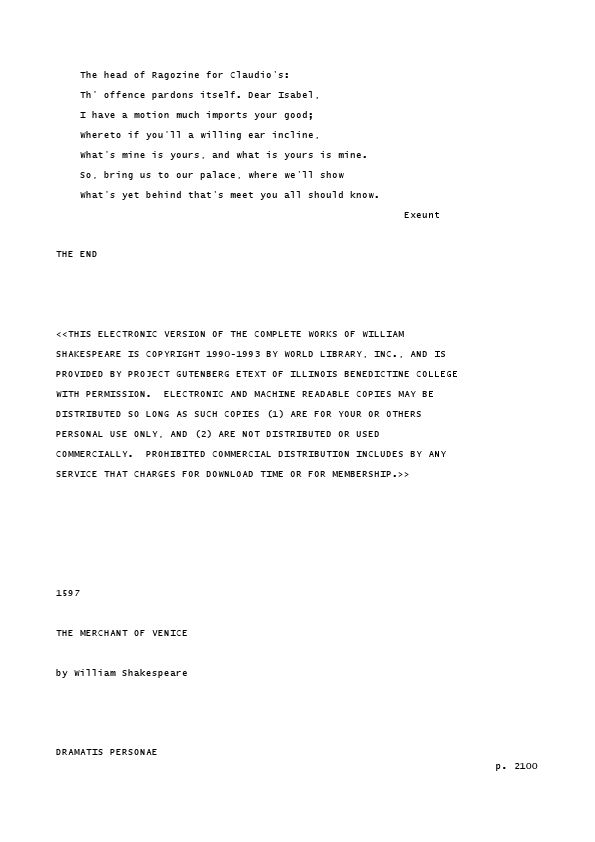 The head of Ragozine for Claudio's:
Th' offence pardons itself. Dear Isabel,
I have a motion much imports your good;
Whereto if you'll a willing ear incline,
What's mine is yours, and what is yours is mine.
So, bring us to our palace, where we'll show
What's yet behind that's meet you all should know.
Exeunt
THE END
<<THIS ELECTRONIC VERSION OF THE COMPLETE WORKS OF WILLIAM
SHAKESPEARE IS COPYRIGHT 1990-1993 BY WORLD LIBRARY, INC., AND IS
PROVIDED BY PROJECT GUTENBERG ETEXT OF ILLINOIS BENEDICTINE COLLEGE
WITH PERMISSION.  ELECTRONIC AND MACHINE READABLE COPIES MAY BE
DISTRIBUTED SO LONG AS SUCH COPIES (1) ARE FOR YOUR OR OTHERS
PERSONAL USE ONLY, AND (2) ARE NOT DISTRIBUTED OR USED
COMMERCIALLY.  PROHIBITED COMMERCIAL DISTRIBUTION INCLUDES BY ANY
SERVICE THAT CHARGES FOR DOWNLOAD TIME OR FOR MEMBERSHIP.>>
1597
THE MERCHANT OF VENICE
by William Shakespeare
DRAMATIS PERSONAE
p. 2100